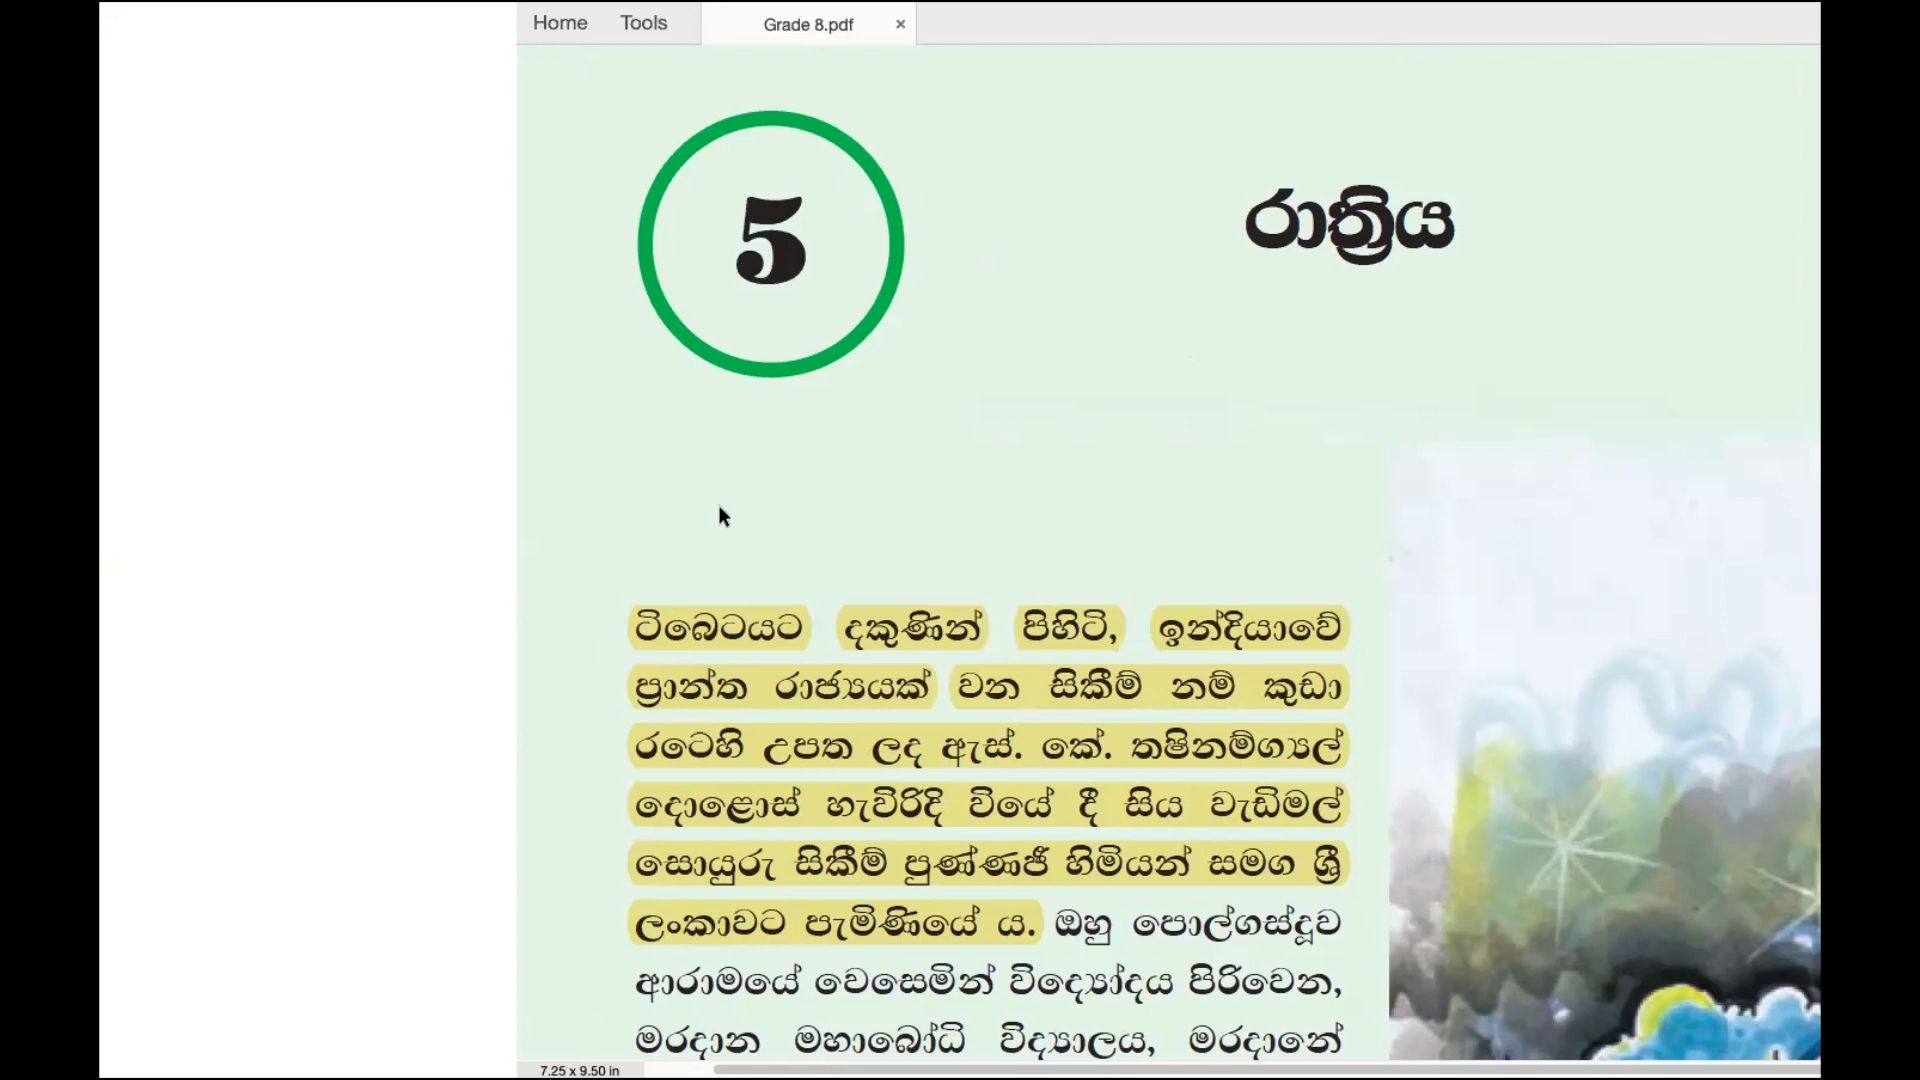 Home Tools Grade 8.pdf ×
5
රාත්‍රිය
ටිබෙටයට දකුණින් පිහිටි, ඉන්දියාවේ
ප්‍රාන්ත රාජ්‍යයක් වන සිකීම් නම් කුඩා
රටෙහි උපත ලද ඇස්. කේ. තෂිනම්ග්‍යල්
දොළොස් හැවිරිදි වියේ දී සිය වැඩිමල්
සොයුරු සිකීම් පුණ්ණජී හිමියන් සමග ශ්‍රී
ලංකාවට පැමිණියේ ය. ඔහු පොල්ගස්දූව
ආරාමයේ වෙසෙමින් විද්‍යෝදය පිරිවෙන,
මරදාන මහාබෝධි විද්‍යාලය, මරදානේ
7.25 x 9.50 in